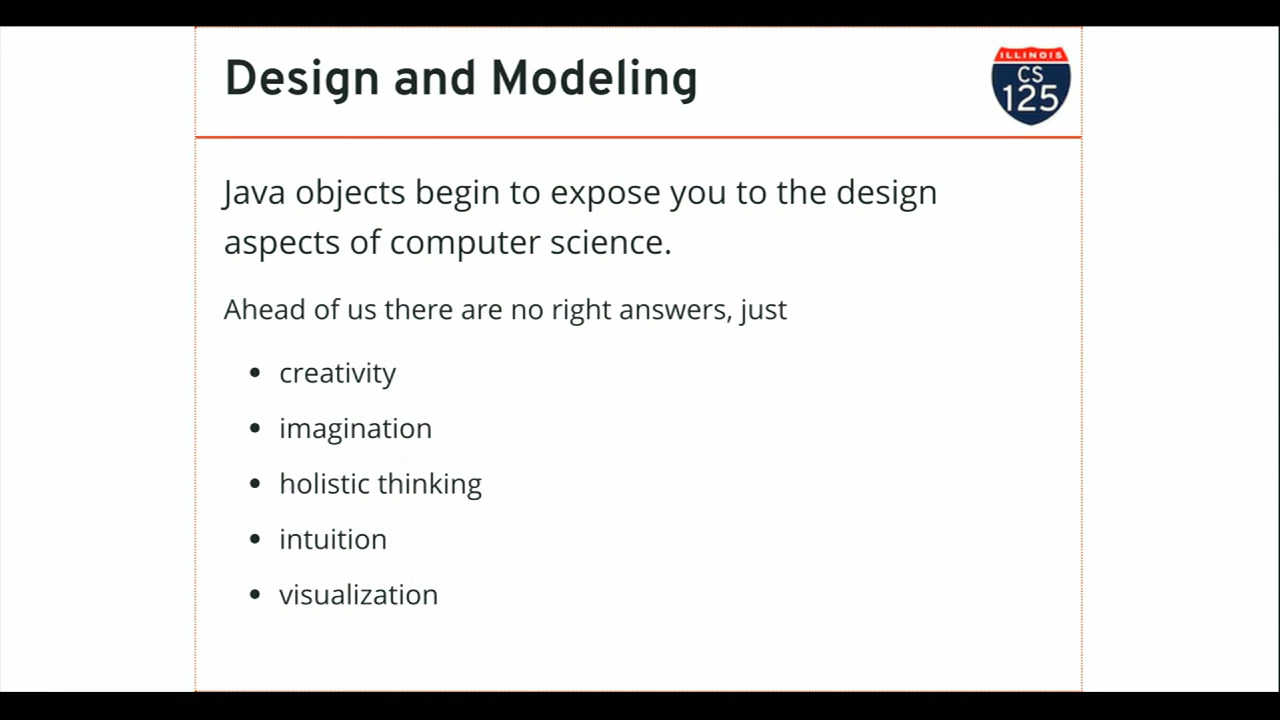 Design and Modeling
ILLINOIS
CS
125
Java objects begin to expose you to the design
aspects of computer science.
Ahead of us there are no right answers, just
• creativity
• imagination
• holistic thinking
• intuition
• visualization